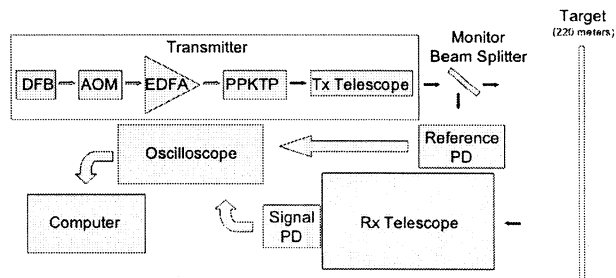 Target
(220 meters)
Transmitter
Monitor
Beam Splitter
DFB
AOM
EDFA
PPKTP
Tx Telescope
Oscilloscope
Reference
PD
Computer
Signal
PD
Rx Telescope